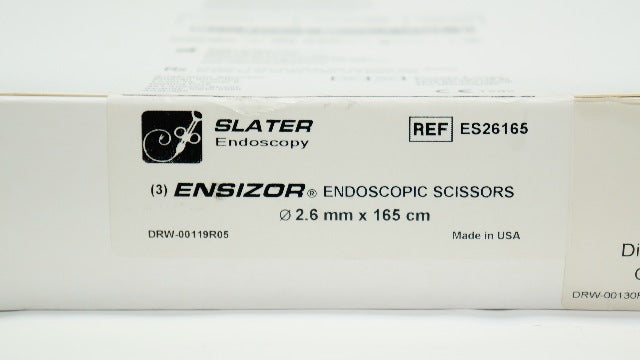 SLATER
Endoscopy
REF ES26165
(3) ENSIZOR® ENDOSCOPIC SCISSORS
Ø 2.6 mm x 165 cm
DRW-00119R05
Made in USA
DRW-00130